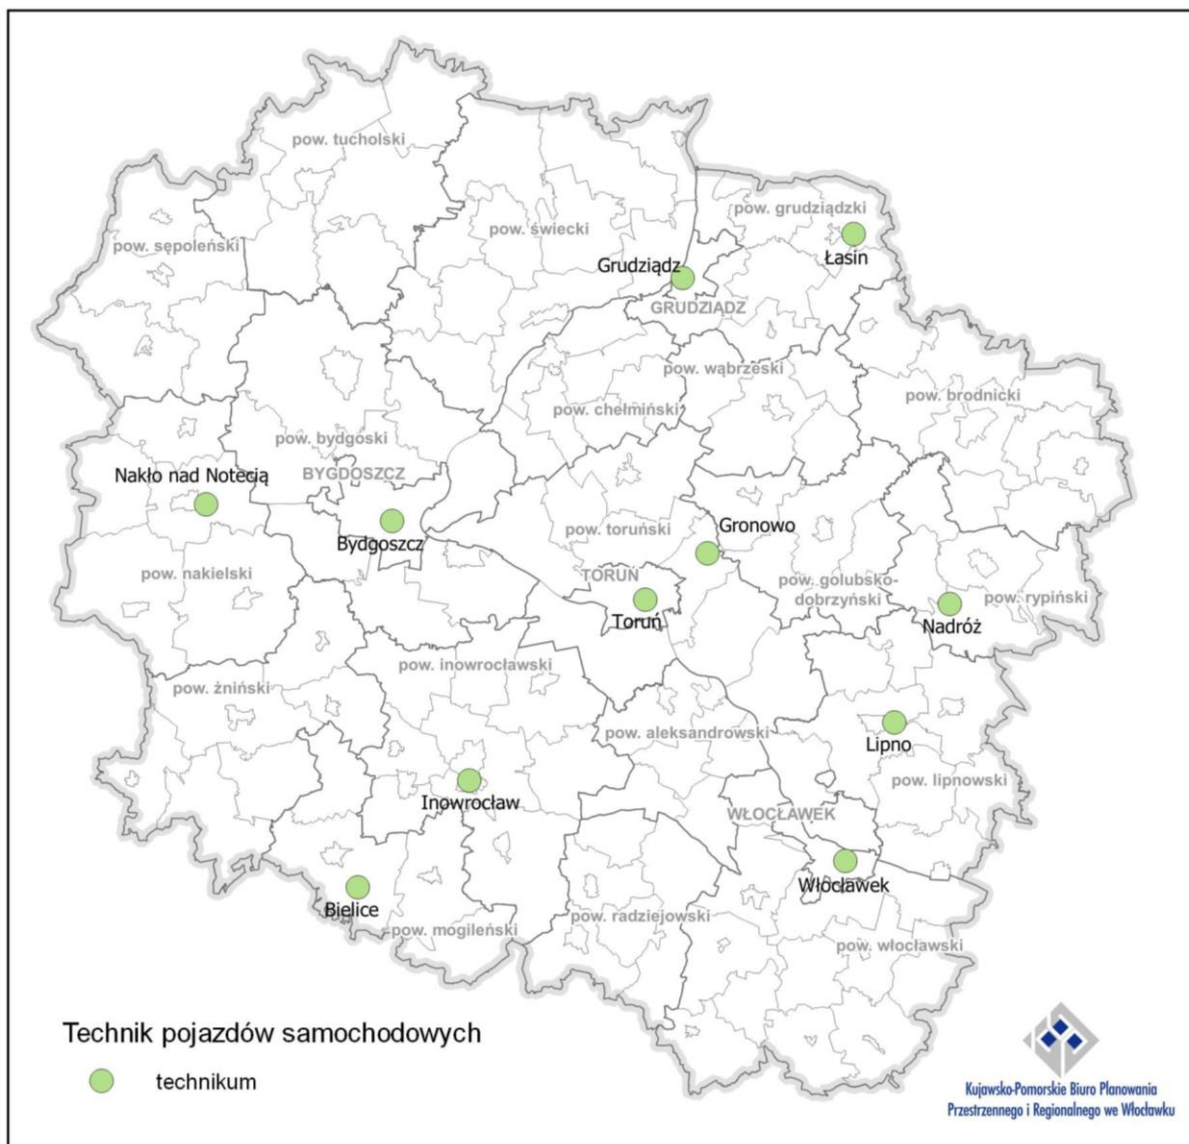 pow. tucholski
pow. grudziądzki
pow. świecki
pow. sępoleński
Łasin
Grudziądz
GRUDZIĄDZ
pow. wąbrzeski
pow. brodnicki
pow. chełmiński
pow. bydgoski
BYDGOSZCZ
Nakło nad Notecią
Gronowo
pow. toruński
Bydgoszcz
pow. nakielski
TORUŃ
pow. golubsko-
dobrzyński
pow. rypiński
Toruń
Nadróż
pow. inowrocławski
pow. żniński
pow. aleksandrowski
Lipno
pow. lipnowski
Inowrocław
WŁOCŁAWEK
Włocławek
Bielice
pow. radziejowski
pow. mogileński
pow. włocławski
Technik pojazdów samochodowych
technikum
Kujawsko-Pomorskie Biuro Planowania
Przestrzennego i Regionalnego we Włocławku